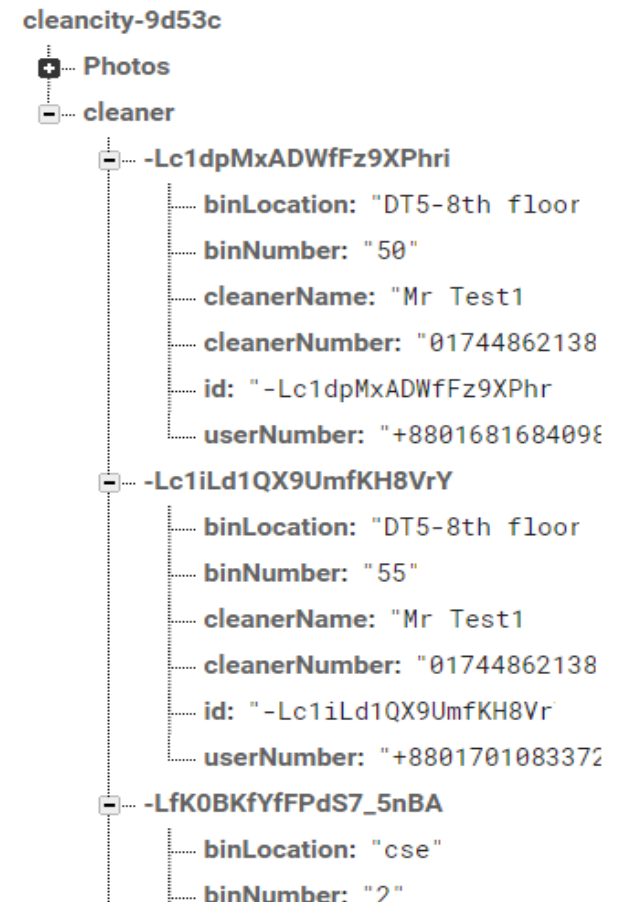 cleancity-9d53c
Photos
cleaner
-Lc1dpMxADWfFz9XPhri
binLocation: "DT5-8th floor
binNumber: "50"
cleanerName: "Mr Test1
cleanerNumber: "01744862138
id: "-Lc1dpMxADWfFz9XPhr
userNumber: "+8801681684098
-Lc1iLd1QX9UmfKH8VrY
binLocation: "DT5-8th floor
binNumber: "55"
cleanerName: "Mr Test1
cleanerNumber: "01744862138
id: "-Lc1iLd1QX9UmfKH8Vr
userNumber: "+8801701083372
-LfK0BKfYfFPdS7_5nBA
binLocation: "cse"
binNumber: "2"